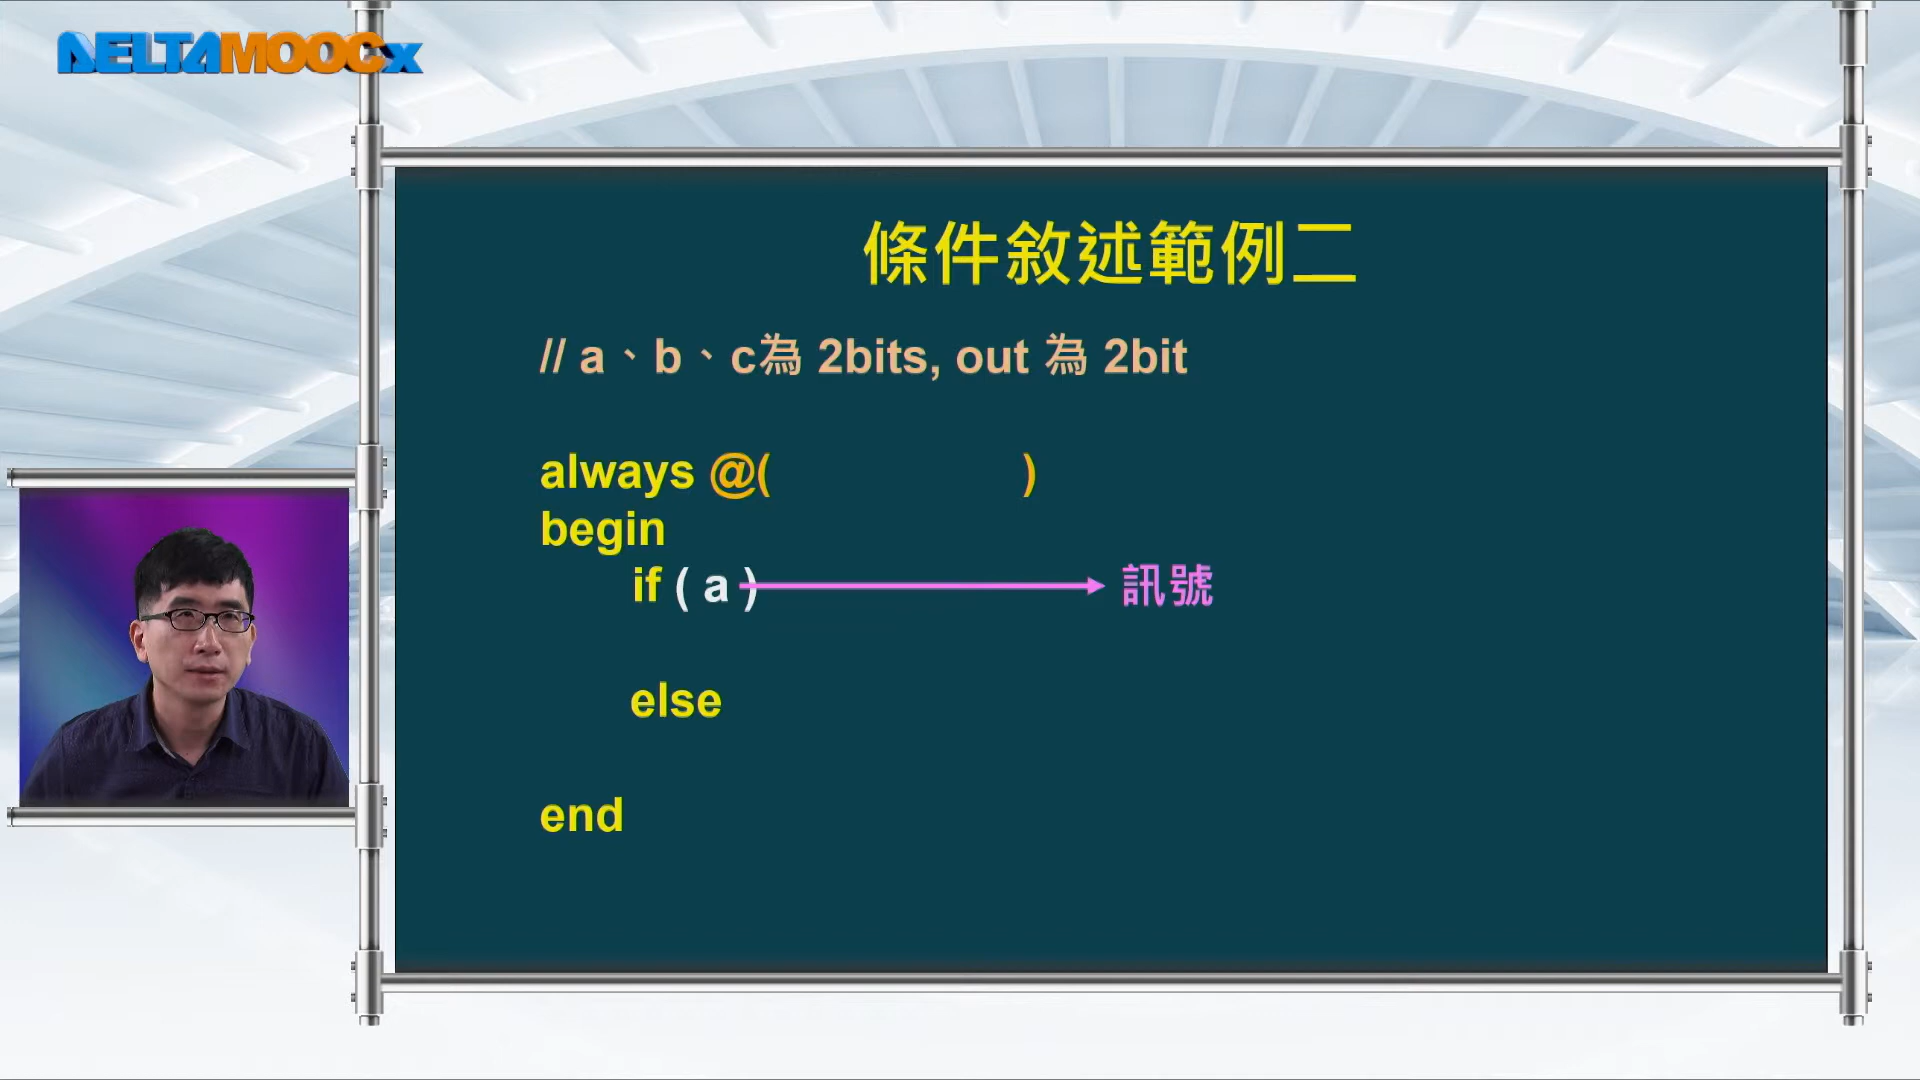 DELTAMOOCx
條件敘述範例二
// a、b、c為 2bits, out 為 2bit
always @( )
begin
if ( a ) 訊號
else
end